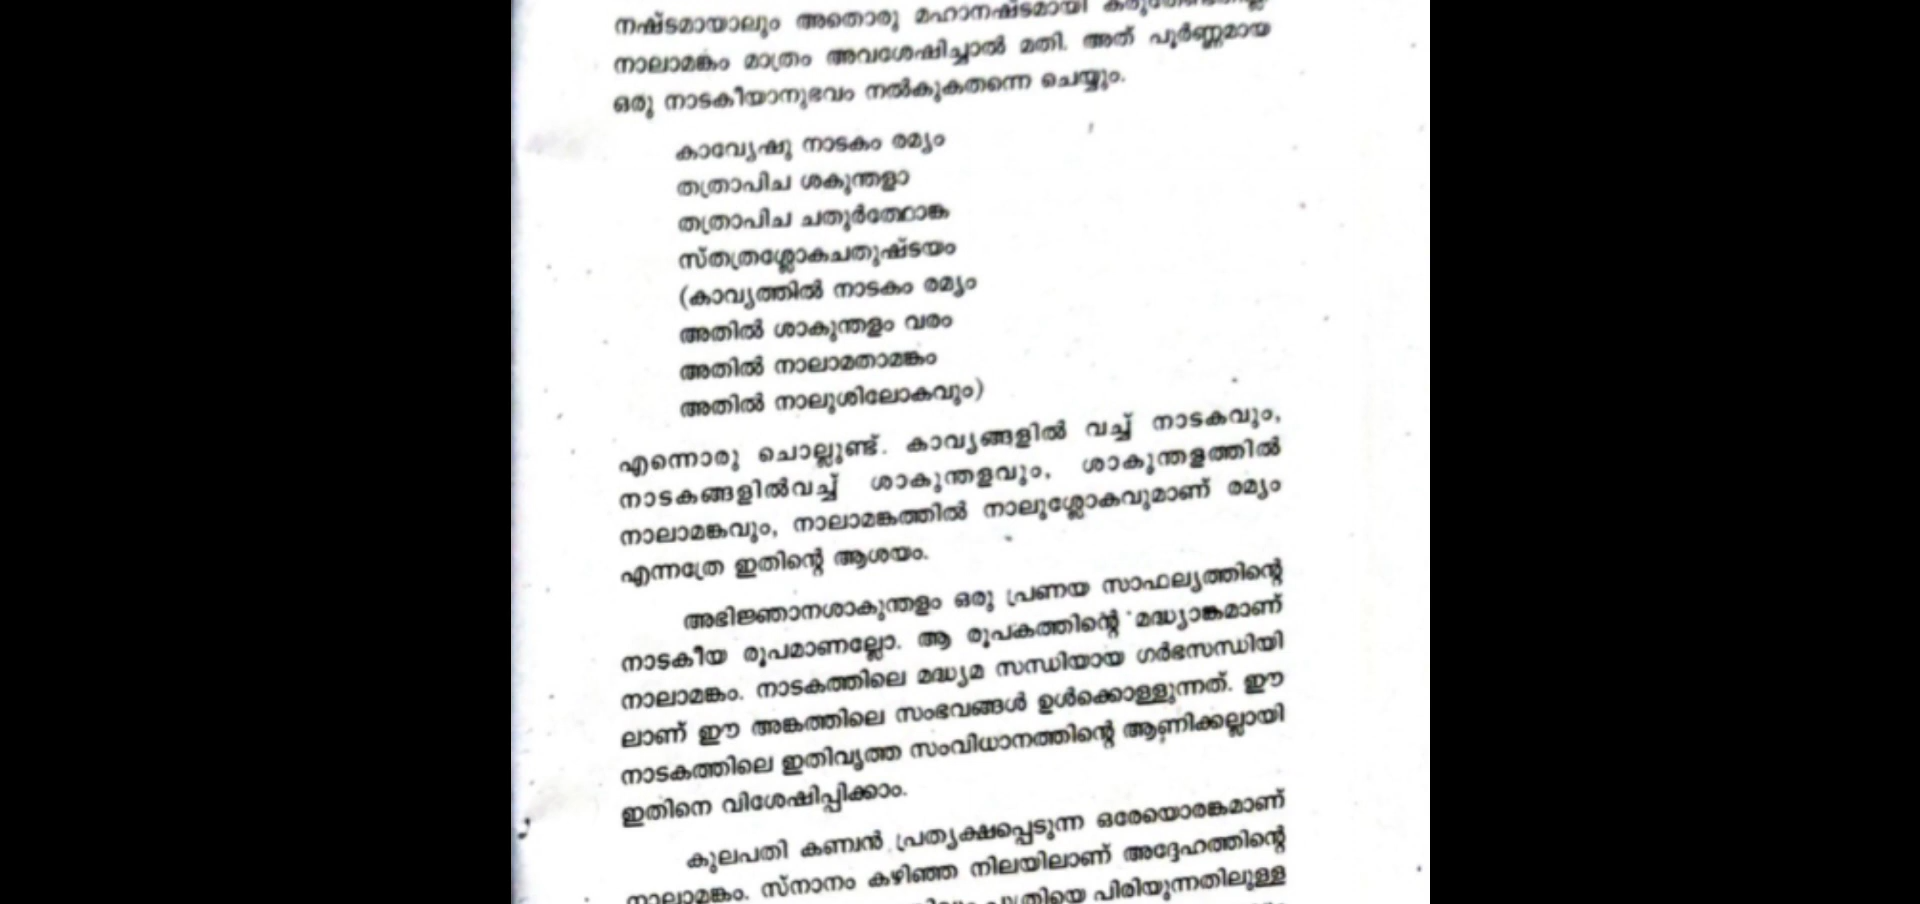 നഷ്ടമായാലും അതൊരു മഹാനഷ്ടമായി
നാലാമങ്കം മാത്രം അവശേഷിച്ചാൽ മതി. അത് പൂർണ്ണമായ
ഒരു നാടകീയാനുഭവം നൽകുകതന്നെ ചെയ്യും.
കാവ്യേഷു നാടകം രമ്യം
തത്രാപിച ശകുന്തളാ
തത്രാപിച ചതുർത്ഥോങ്ക
സ്തത്രശ്ലോകചതുഷ്ടയം
(കാവ്യത്തിൽ നാടകം രമ്യം
അതിൽ ശാകുന്തളം വരം
അതിൽ നാലാമതാമങ്കം
അതിൽ നാലുശിലോകവും)
എന്നൊരു ചൊല്ലുണ്ട്. കാവ്യങ്ങളിൽ വച്ച് നാടകവും,
നാടകങ്ങളിൽവച്ച് ശാകുന്തളവും, ശാകുന്തളത്തിൽ
നാലാമങ്കവും, നാലാമങ്കത്തിൽ നാലുശ്ലോകവുമാണ് രമ്യം
എന്നത്രേ ഇതിന്റെ ആശയം.
അഭിജ്ഞാനശാകുന്തളം ഒരു പ്രണയ സാഫല്യത്തിന്റെ
നാടകീയ രൂപമാണല്ലോ. ആ രൂപകത്തിന്റെ മദ്ധ്യാങ്കമാണ്
നാലാമങ്കം. നാടകത്തിലെ മദ്ധ്യമ സന്ധിയായ ഗർഭസന്ധിയി
ലാണ് ഈ അങ്കത്തിലെ സംഭവങ്ങൾ ഉൾക്കൊള്ളുന്നത്. ഈ
നാടകത്തിലെ ഇതിവൃത്ത സംവിധാനത്തിന്റെ ആണിക്കല്ലായി
ഇതിനെ വിശേഷിപ്പിക്കാം.
കുലപതി കണ്വൻ പ്രത്യക്ഷപ്പെടുന്ന ഒരേയൊരങ്കമാണ്
നാലാമങ്കം. സ്നാനം കഴിഞ്ഞ നിലയിലാണ് അദ്ദേഹത്തിന്റെ
പുത്രിയെ പിരിയുന്നതിലുള്ള